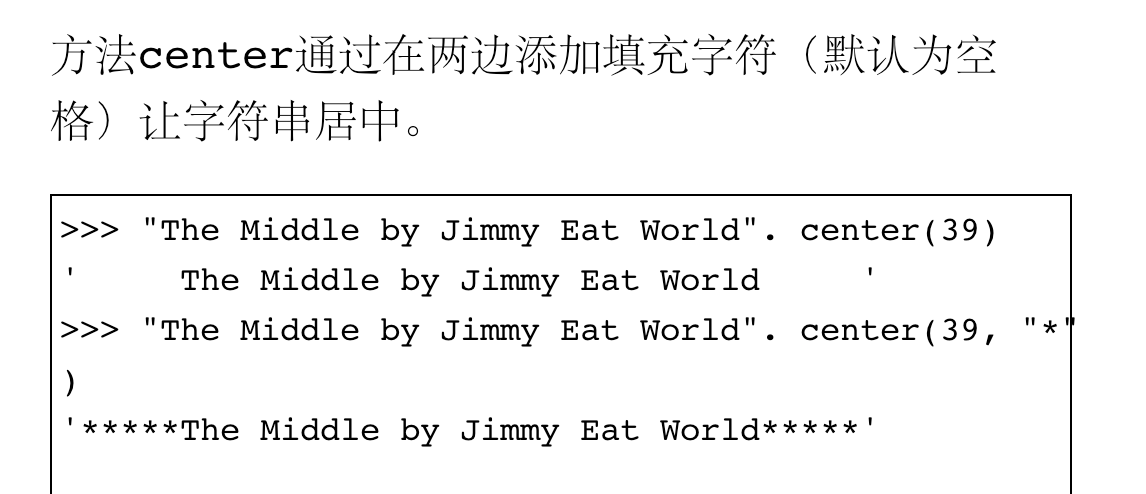 方法center通过在两边添加填充字符（默认为空
格）让字符串居中。
>>> "The Middle by Jimmy Eat World". center(39)
'     The Middle by Jimmy Eat World     '
>>> "The Middle by Jimmy Eat World". center(39, "*"
)
'*****The Middle by Jimmy Eat World*****'